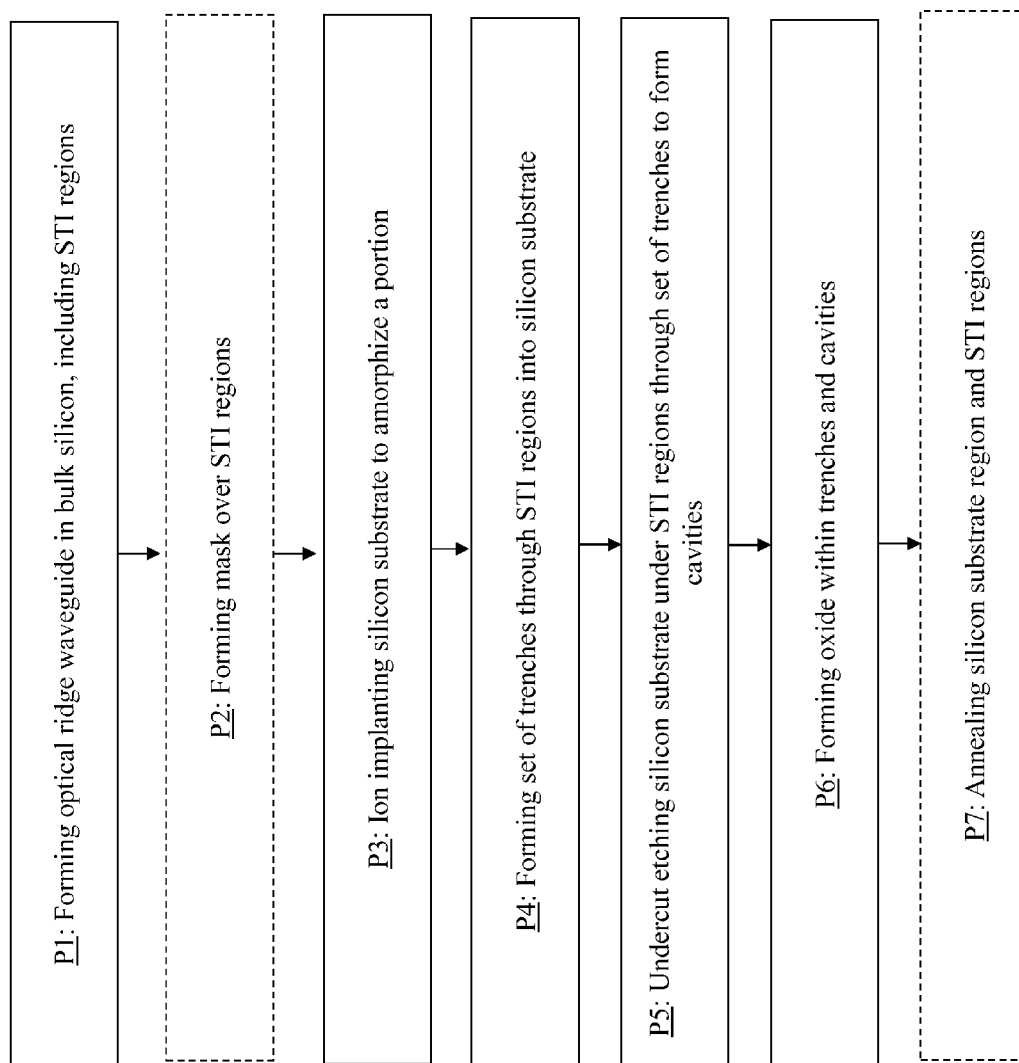 P1: Forming optical ridge waveguide in bulk silicon, including STI regions
P2: Forming mask over STI regions
P3: Ion implanting silicon substrate to amorphize a portion
P4: Forming set of trenches through STI regions into silicon substrate
P5: Undercut etching silicon substrate under STI regions through set of trenches to form
cavities
P6: Forming oxide within trenches and cavities
P7: Annealing silicon substrate region and STI regions